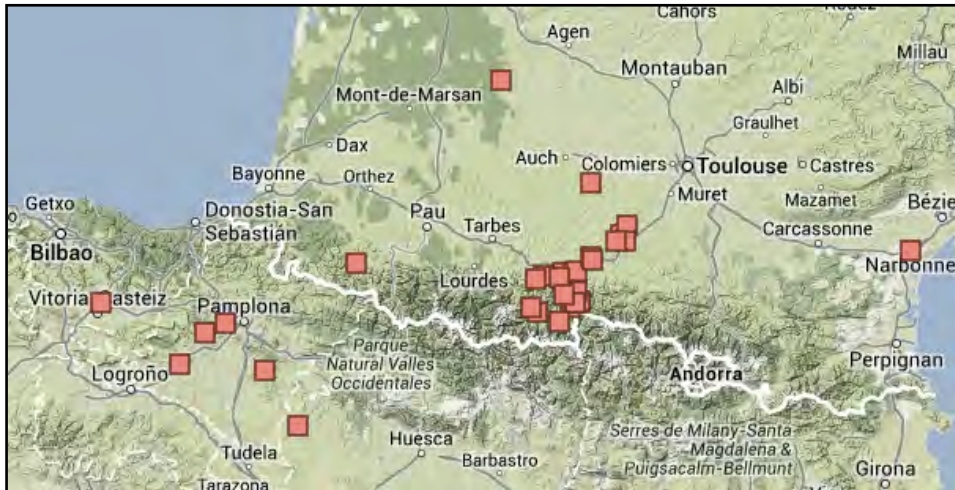 Cahors
Rodez
Agen
Millau
Montauban
Mont-de-Marsan
Albi
Graulhet
Dax
Auch
Colomiers
Toulouse
Castres
Bayonne
Orthez
Muret
Mazamet
Getxo
Donostia-San
Sebastián
Pau
Tarbes
Bézie
Bilbao
Carcassonne
Lourdes
Narbonne
Vitoria-Gasteiz
Pamplona
Parque
Natural Valles
Occidentales
Perpignan
Logroño
Andorra
Serres de Milany-Santa
Magdalena &
Puigsacalm-Bellmunt
Huesca
Tudela
Barbastro
Girona
Tarazona